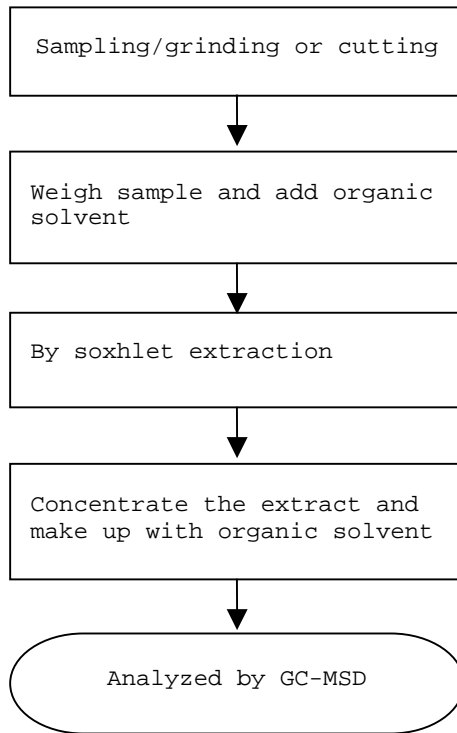 Sampling/grinding or cutting
Weigh sample and add organic
solvent
By soxhlet extraction
Concentrate the extract and
make up with organic solvent
Analyzed by GC-MSD